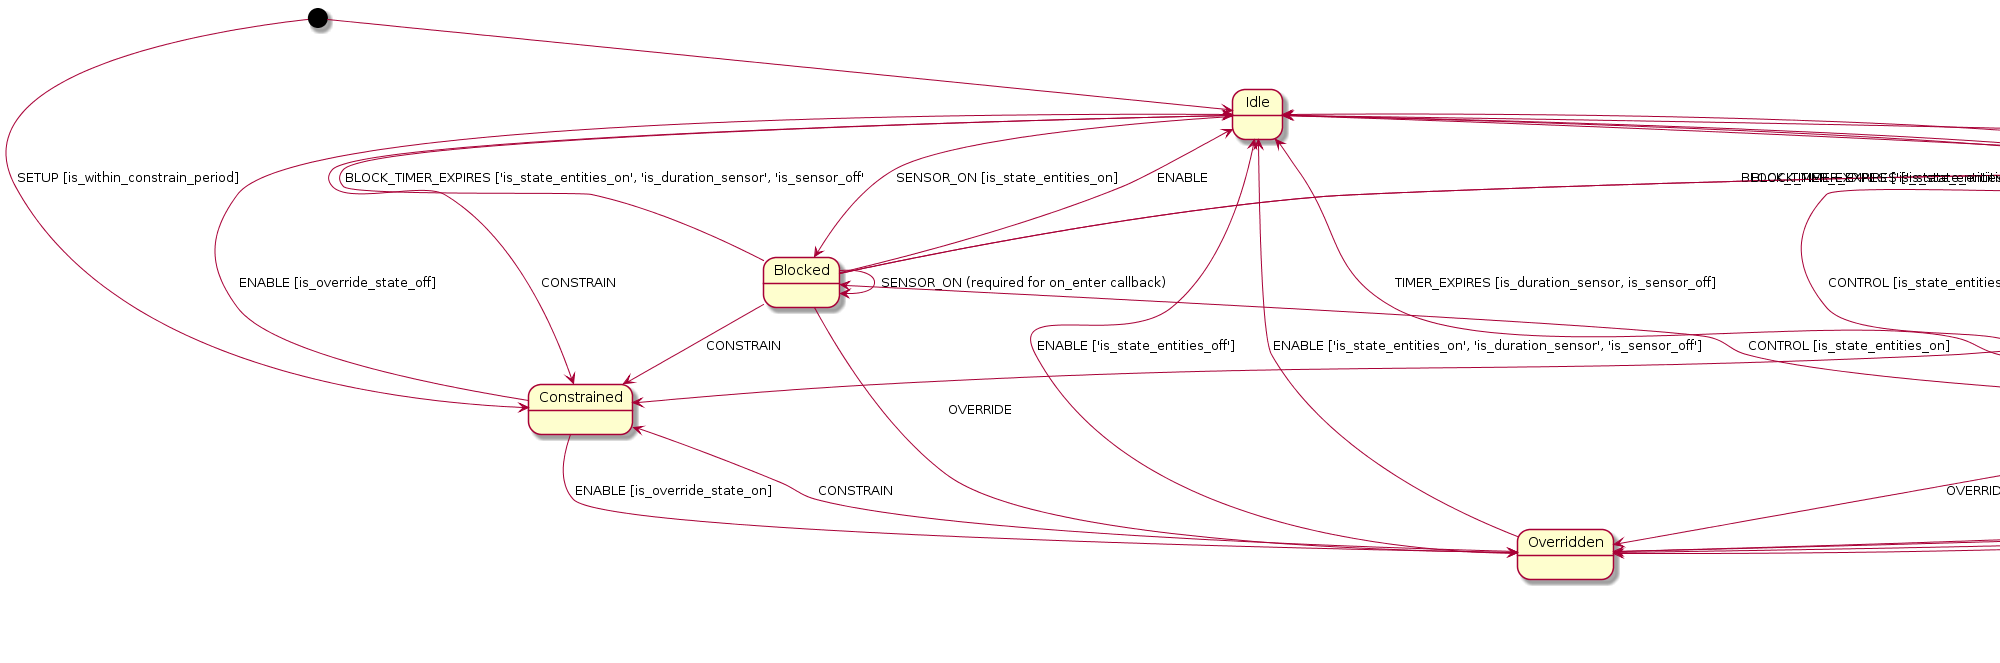 Idle
SETUP [is_within_constrain_period]
BLOCK_TIMER_EXPIRES ['is_state_entities_on', 'is_duration_sensor', 'is_sensor_off'
SENSOR_ON [is_state_entities_on]
ENABLE
Blocked
ENABLE [is_override_state_off]
CONSTRAIN
SENSOR_ON (required for on_enter callback)
TIMER_EXPIRES [is_duration_sensor, is_sensor_off]
CONTROL [is_state_entities
CONSTRAIN
ENABLE ['is_state_entities_off']
ENABLE ['is_state_entities_on', 'is_duration_sensor', 'is_sensor_off']
CONTROL [is_state_entities_on]
Constrained
OVERRIDE
ENABLE [is_override_state_on]
CONSTRAIN
OVERRID
Overridden